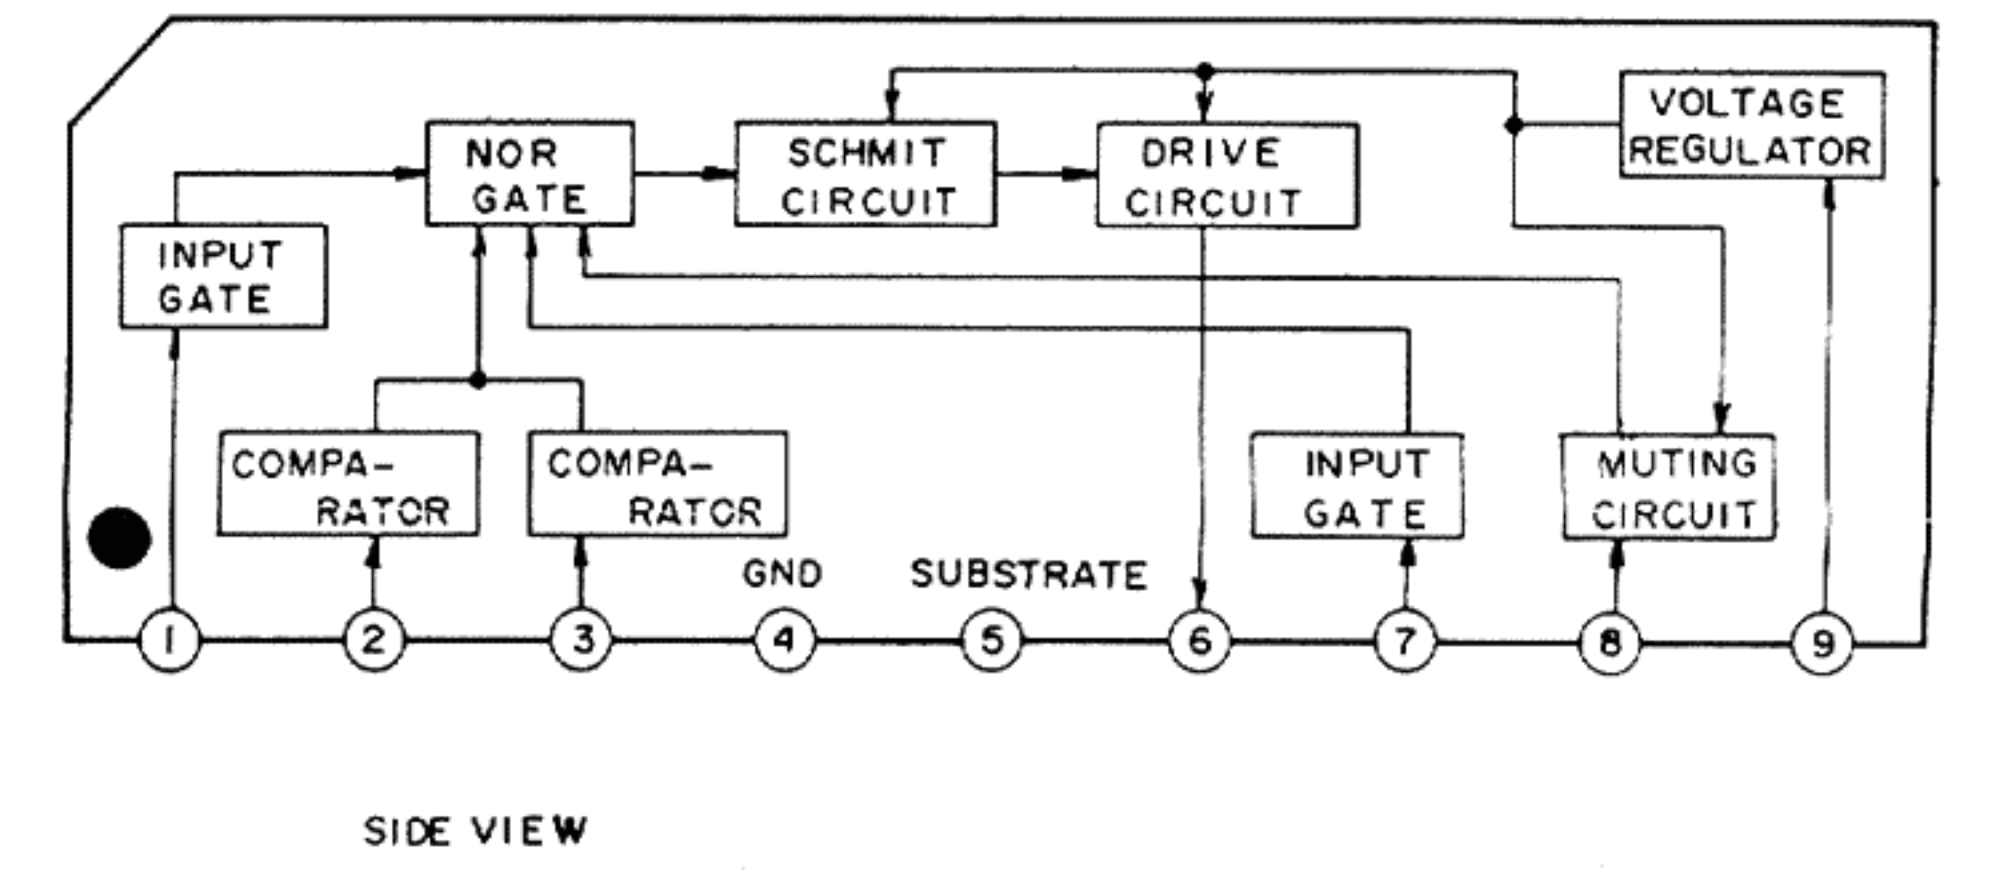 VOLTAGE
REGULATOR
NOR
GATE
SCHMIT
CIRCUIT
DRIVE
CIRCUIT
INPUT
GATE
COMPA-
RATOR
COMPA-
RATOR
INPUT
GATE
MUTING
CIRCUIT
GND
SUBSTRATE
1 2 3 4 5 6 7 8 9
SIDE VIEW